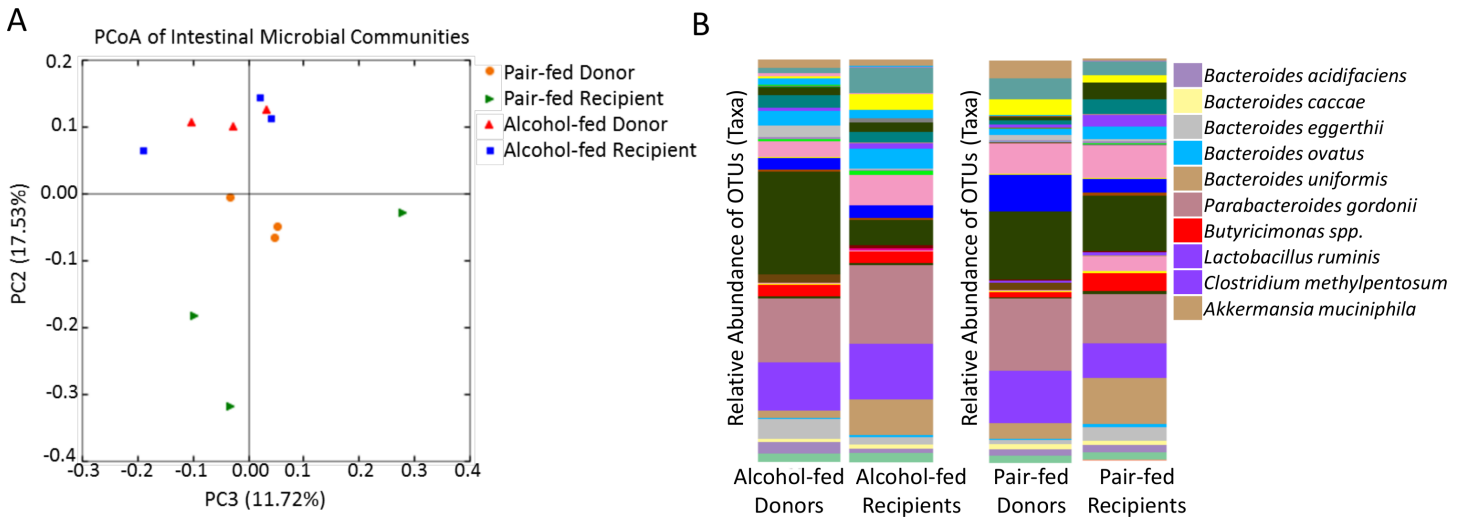 A
PCoA of Intestinal Microbial Communities
0.2
0.1
0.00
-0.1
-0.2
-0.3
-0.4
-0.3
-0.2
-0.1
0.00
0.1
0.2
0.3
0.4
PC2 (17.53%)
PC3 (11.72%)
Pair-fed Donor
Pair-fed Recipient
Alcohol-fed Donor
Alcohol-fed Recipient
B
Relative Abundance of OTUs (Taxa)
Alcohol-fed
Donors
Alcohol-fed
Recipients
Relative Abundance of OTUs (Taxa)
Pair-fed
Donors
Pair-fed
Recipients
Bacteroides acidifaciens
Bacteroides caccae
Bacteroides eggerthii
Bacteroides ovatus
Bacteroides uniformis
Parabacteroides gordonii
Butyricimonas spp.
Lactobacillus ruminis
Clostridium methylpentosum
Akkermansia muciniphila